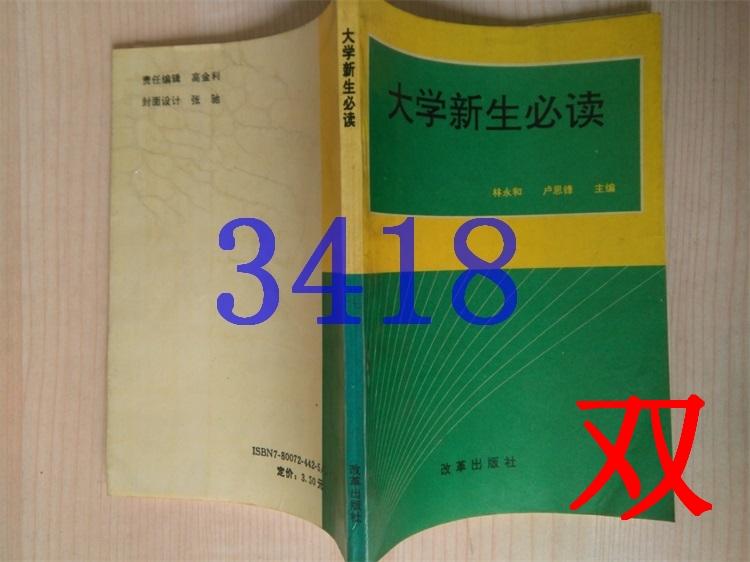 责任编辑 高金利
封面设计 张 驰
ISBN7-80072-442-5
定价：3.30元
大学新生必读
改革出版社
大学新生必读
林永和 卢思锋 主编
改革出版社
3418
双